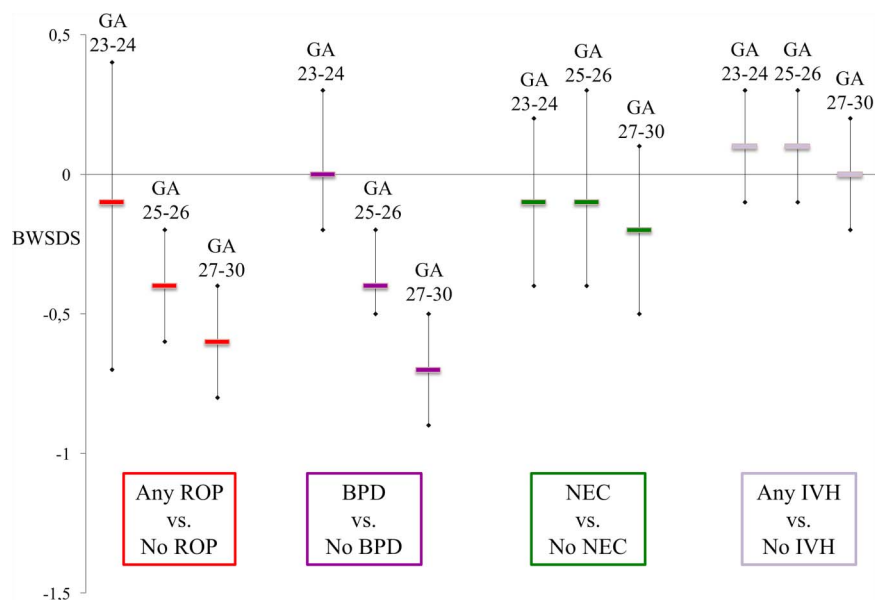 0,5
0
BWSDS
-0,5
-1
-1,5
GA
23-24
GA
25-26
GA
27-30
GA
23-24
GA
25-26
GA
27-30
GA
23-24
GA
25-26
GA
27-30
GA
23-24
GA
25-26
GA
27-30
Any ROP
vs.
No ROP
BPD
vs.
No BPD
NEC
vs.
No NEC
Any IVH
vs.
No IVH